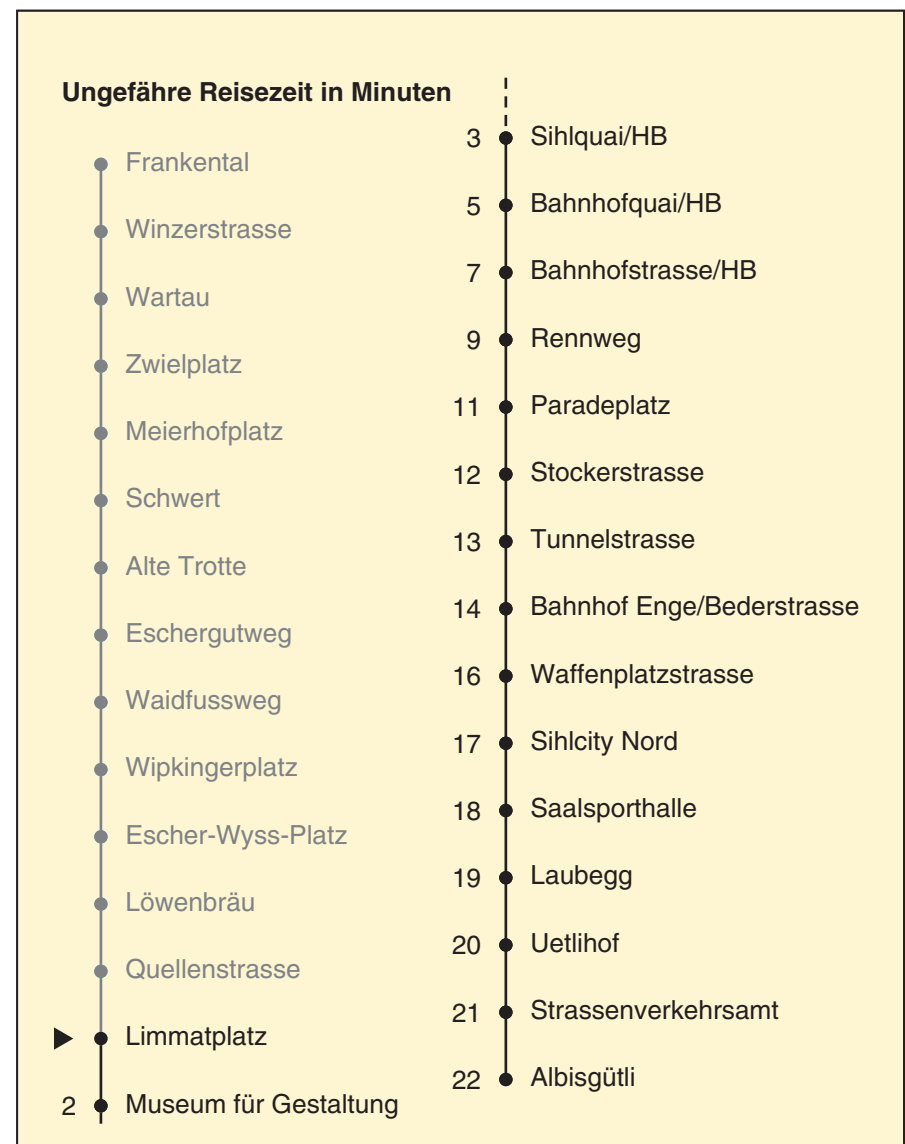 Ungefähre Reisezeit in Minuten
Frankental
Winzerstrasse
Wartau
Zwielplatz
Meierhofplatz
Schwert
Alte Trotte
Eschergutweg
Waidfussweg
Wipkingerplatz
Escher-Wyss-Platz
Löwenbräu
Quellenstrasse
Limmatplatz
2 Museum für Gestaltung
3 Sihlquai/HB
5 Bahnhofquai/HB
7 Bahnhofstrasse/HB
9 Rennweg
11 Paradeplatz
12 Stockerstrasse
13 Tunnelstrasse
14 Bahnhof Enge/Bederstrasse
16 Waffenplatzstrasse
17 Sihlcity Nord
18 Saalsporthalle
19 Laubegg
20 Uetlihof
21 Strassenverkehrsamt
22 Albisgütli